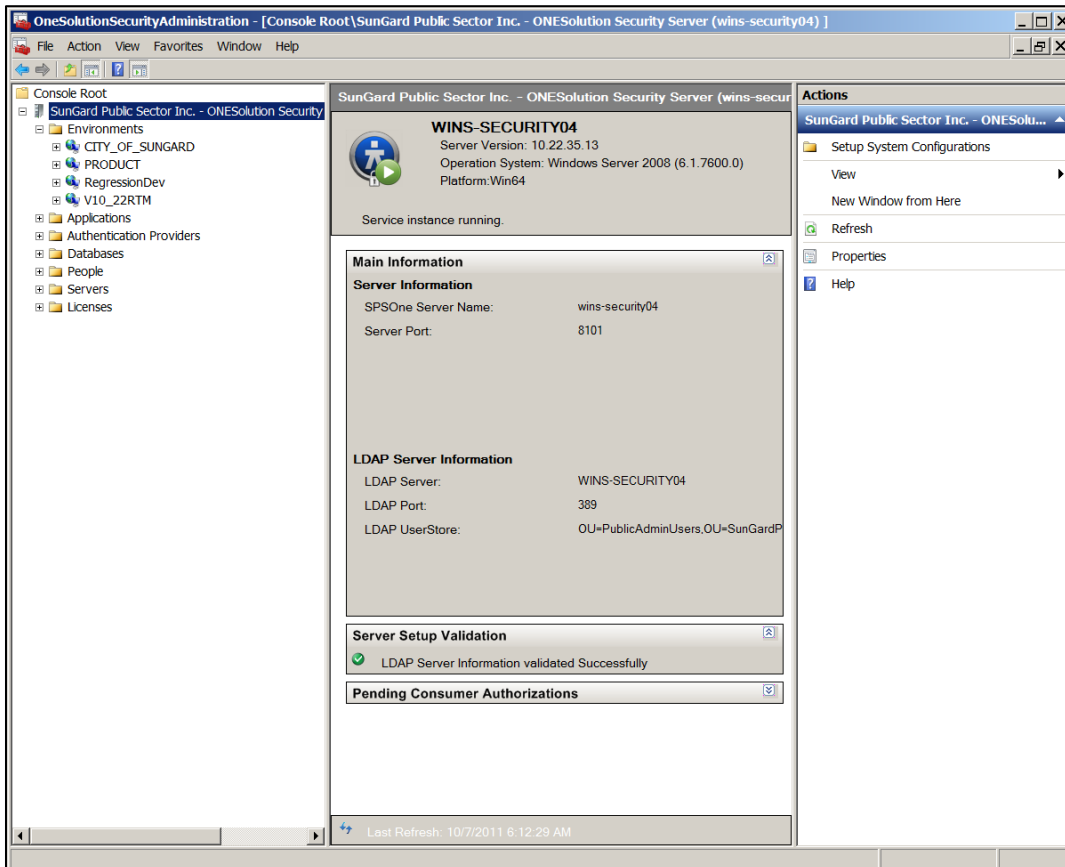 OneSolutionSecurityAdministration - [Console Root\SunGard Public Sector Inc. - ONESolution Security Server (wins-security04) ]
File Action View Favorites Window Help
Console Root
SunGard Public Sector Inc. - ONESolution Security
Environments
CITY_OF_SUNGARD
PRODUCT
RegressionDev
V10_22RTM
Applications
Authentication Providers
Databases
People
Servers
Licenses
SunGard Public Sector Inc. - ONESolution Security Server (wins-secur
WINS-SECURITY04
Server Version: 10.22.35.13
Operation System: Windows Server 2008 (6.1.7600.0)
Platform:Win64
Service instance running.
Main Information
Server Information
SPSOne Server Name: wins-security04
Server Port: 8101
LDAP Server Information
LDAP Server: WINS-SECURITY04
LDAP Port: 389
LDAP UserStore: OU=PublicAdminUsers,OU=SunGardP
Server Setup Validation
LDAP Server Information validated Successfully
Pending Consumer Authorizations
Last Refresh: 10/7/2011 6:12:29 AM
Actions
SunGard Public Sector Inc. - ONESolu...
Setup System Configurations
View
New Window from Here
Refresh
Properties
Help